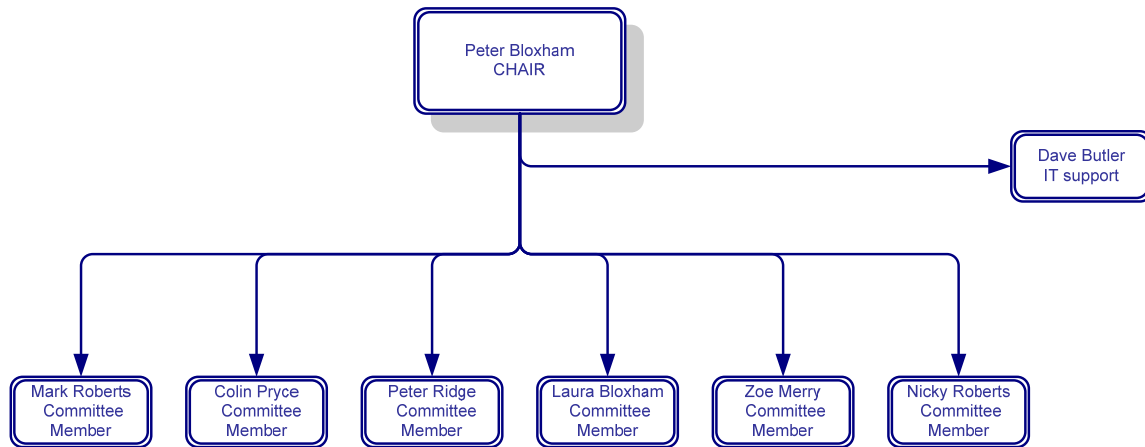 Peter Bloxham
CHAIR
Dave Butler
IT support
Mark Roberts
Committee
Member
Colin Pryce
Committee
Member
Peter Ridge
Committee
Member
Laura Bloxham
Committee
Member
Zoe Merry
Committee
Member
Nicky Roberts
Committee
Member